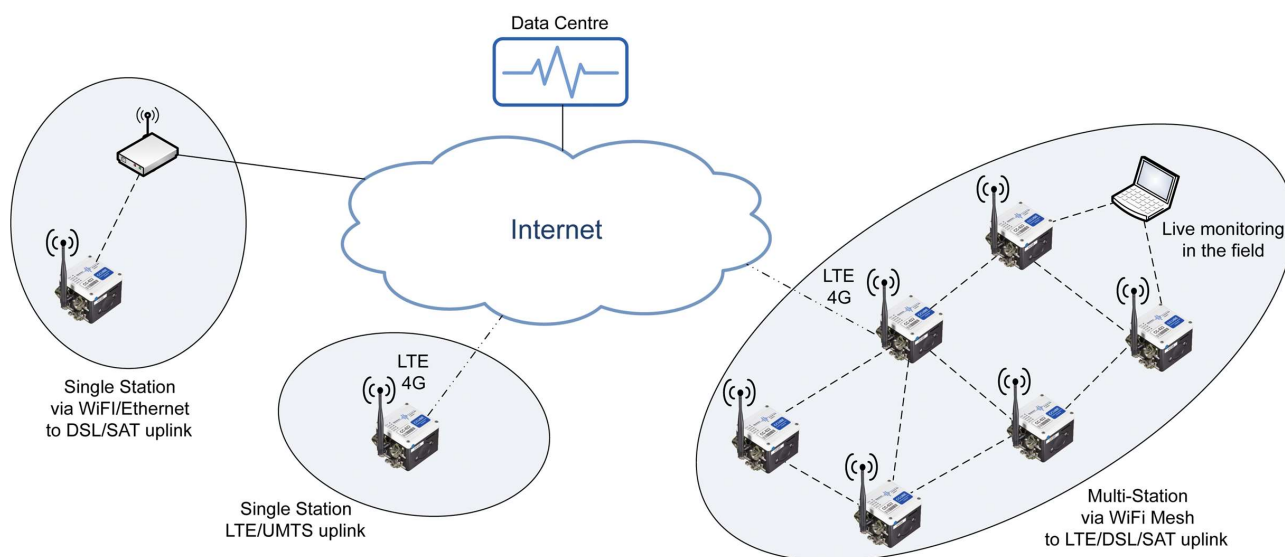 Data Centre
Internet
Single Station
via WiFI/Ethernet
to DSL/SAT uplink
LTE
4G
Single Station
LTE/UMTS uplink
LTE
4G
Live monitoring
in the field
Multi-Station
via WiFi Mesh
to LTE/DSL/SAT uplink